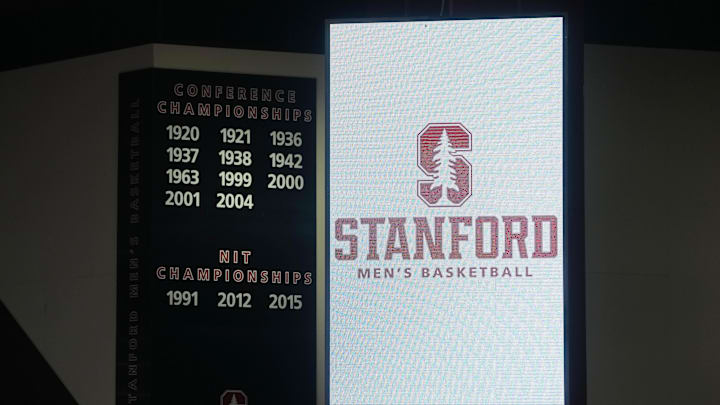 STANFORD MEN'S BASKETBALL
CONFERENCE
CHAMPIONSHIPS
1920 1921 1936
1937 1938 1942
1963 1999 2000
2001 2004
NIT
CHAMPIONSHIPS
1991 2012 2015
S
STANFORD
MEN'S BASKETBALL